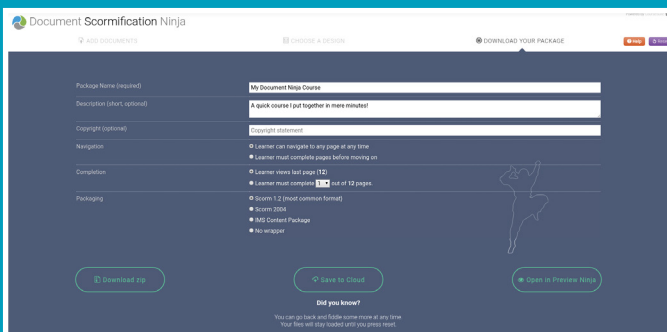 Document Scormification Ninja
ADD DOCUMENTS
CHOOSE A DESIGN
DOWNLOAD YOUR PACKAGE
Help
Package Name (required)
My Document Ninja Course
Description (short, optional)
A quick course I put together in mere minutes!
Copyright (optional)
Copyright statement
Navigation
Learner can navigate to any page at any time
Learner must complete pages before moving on
Completion
Learner views last page (12)
Learner must complete 1 out of 12 pages.
Packaging
Scorm 1.2 (most common format)
Scorm 2004
IMS Content Package
No wrapper
Download zip
Save to Cloud
Open in Preview Ninja
Did you know?
You can go back and fiddle some more at any time
Your files will stay loaded until you press reset.